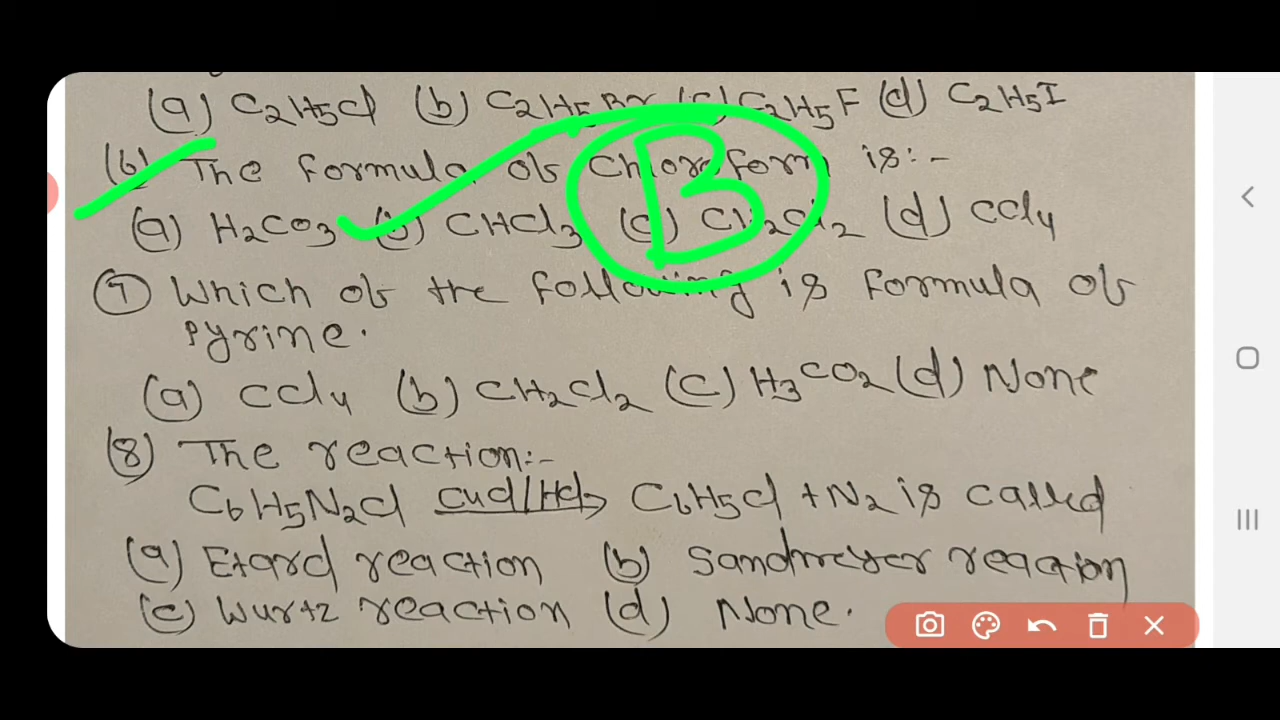 (a) C2H5Cl (b) C2H5Br (c) C2H5F (d) C2H5I
(6) The formula of Chloroform is:-
(a) H2CO3 (b) CHCl3 (c) CH2Cl2 (d) CCl4
B
(7) Which of the following is formula of
Pyrine.
(a) CCl4 (b) CH2Cl2 (c) H3CO2 (d) None
(8) The reaction:-
C6H5N2Cl CuCl/HCl C6H5Cl + N2 is called
(a) Etard reaction (b) Sandmeyer reaction
(c) Wurtz reaction (d) None.